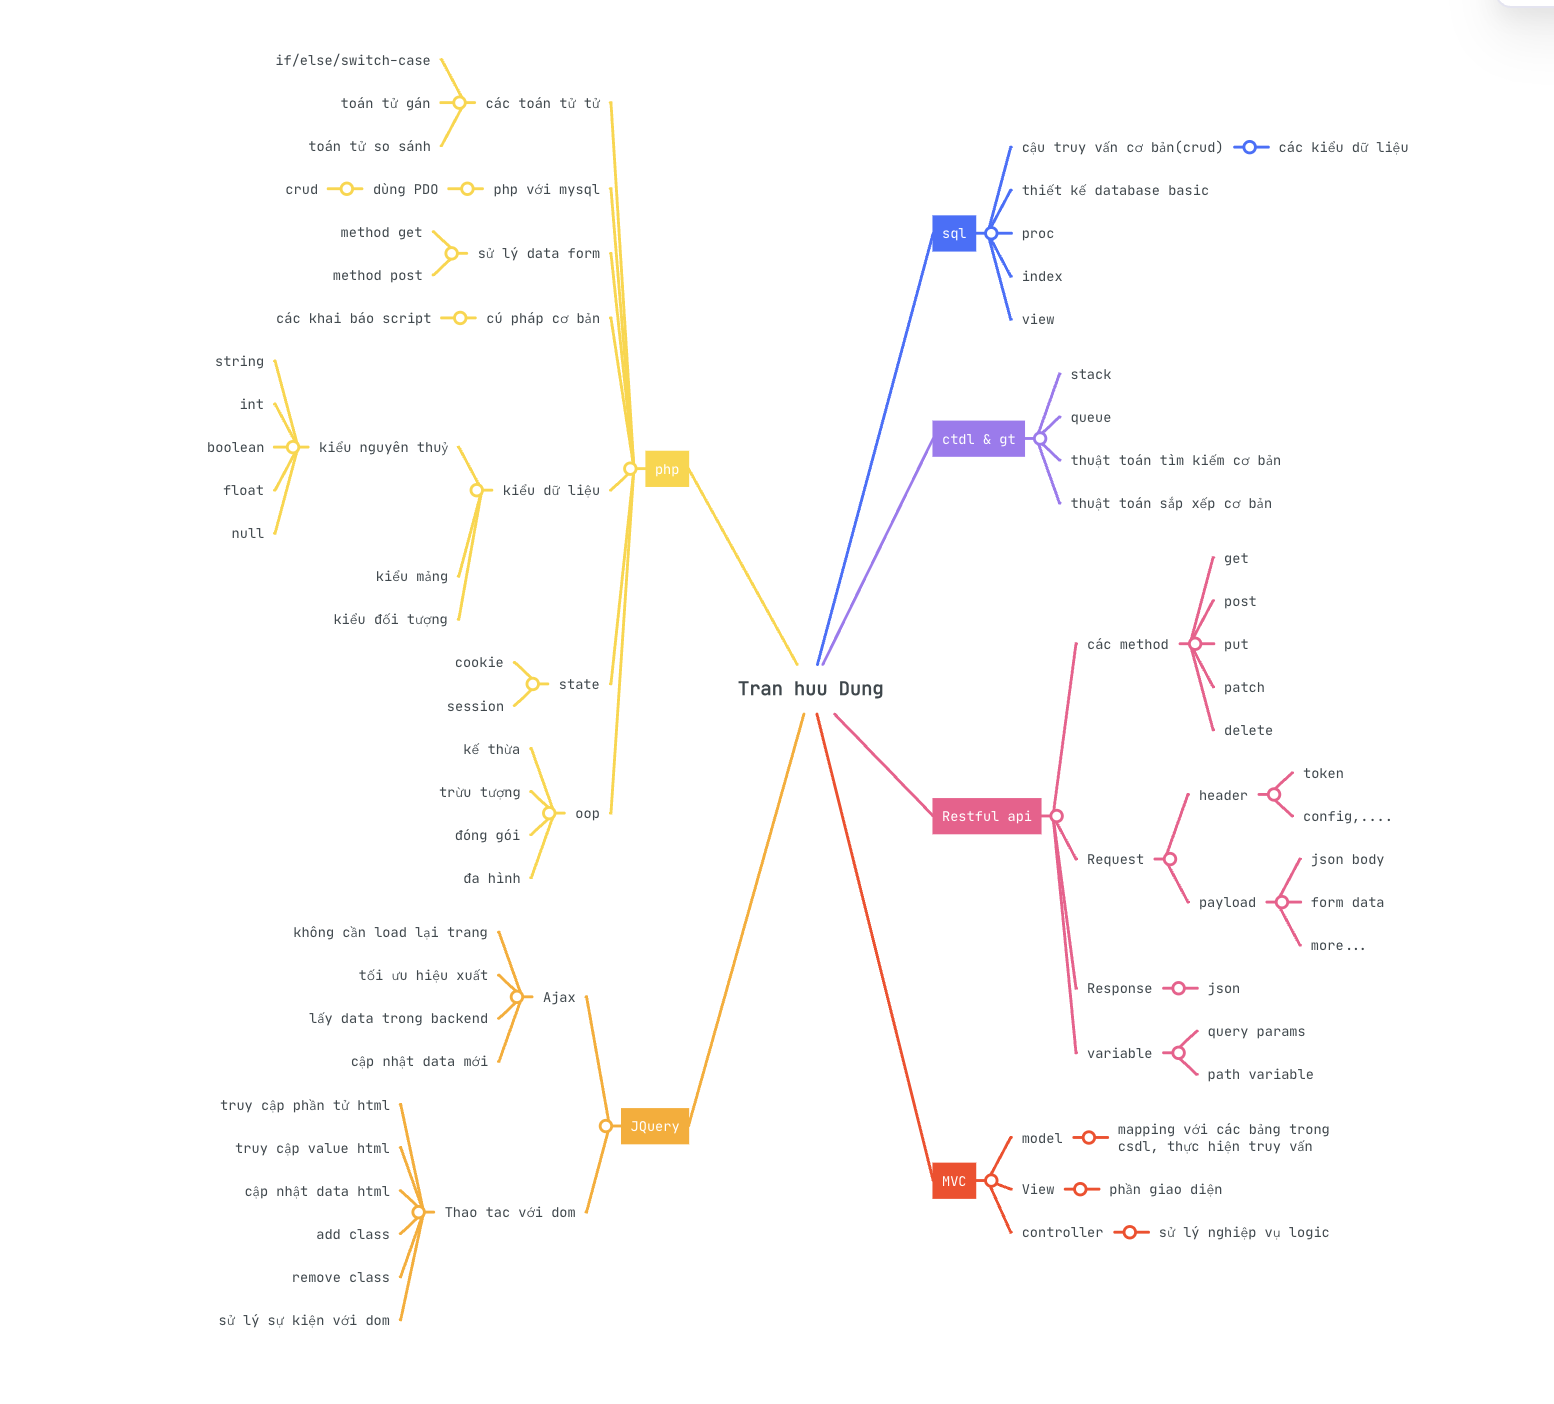 Tran huu Dung
php
các toán tử tử
if/else/switch-case
toán tử gán
toán tử so sánh
php với mysql
dùng PDO
crud
sử lý data form
method get
method post
cú pháp cơ bản
các khai báo script
kiểu dữ liệu
kiểu nguyên thuỷ
string
int
boolean
float
null
kiểu mảng
kiểu đối tượng
state
cookie
session
oop
kế thừa
trừu tượng
đóng gói
đa hình
JQuery
Ajax
không cần load lại trang
tối ưu hiệu xuất
lấy data trong backend
cập nhật data mới
Thao tac với dom
truy cập phần tử html
truy cập value html
cập nhật data html
add class
remove class
sử lý sự kiện với dom
sql
cậu truy vấn cơ bản(crud)
các kiểu dữ liệu
thiết kế database basic
proc
index
view
ctdl & gt
stack
queue
thuật toán tìm kiếm cơ bản
thuật toán sắp xếp cơ bản
Restful api
các method
get
post
put
patch
delete
Request
header
token
config,....
payload
json body
form data
more...
Response
json
variable
query params
path variable
MVC
model
mapping với các bảng trong
csdl, thực hiện truy vấn
View
phần giao diện
controller
sử lý nghiệp vụ logic